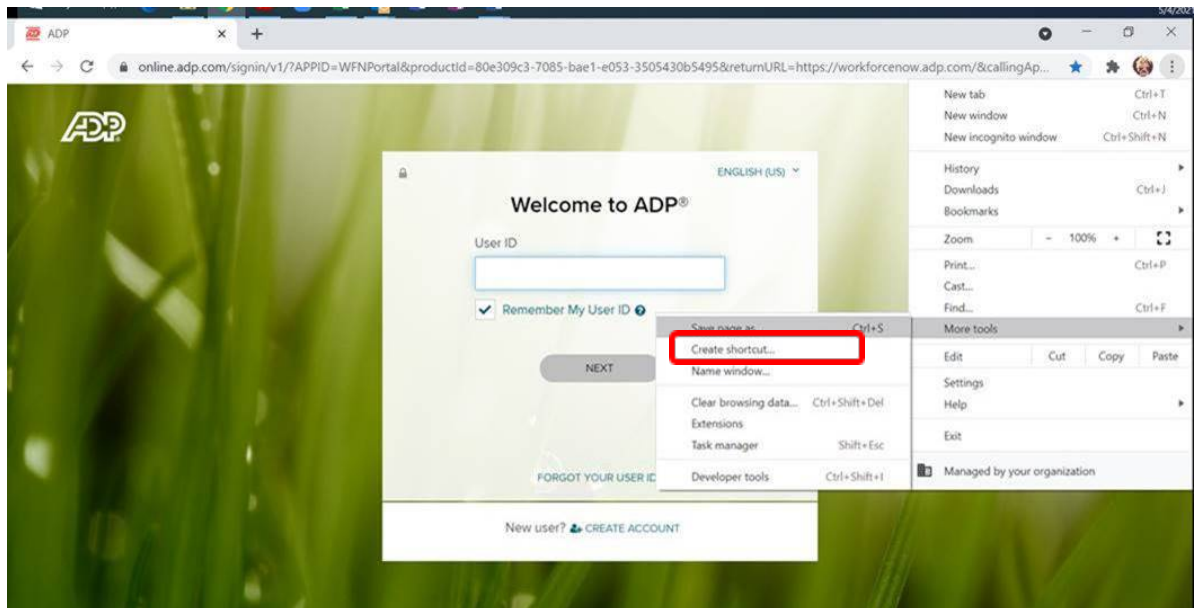 5/4/202
ADP
online.adp.com/signin/v1/?APPID=WFNPortal&productId=80e309c3-7085-bae1-e053-3505430b5495&returnURL=https://workforcenow.adp.com/&callingAp...
ADP
ENGLISH (US)
Welcome to ADP®
User ID
Remember My User ID
NEXT
FORGOT YOUR USER ID
New user? CREATE ACCOUNT
New tab Ctrl+T
New window Ctrl+N
New incognito window Ctrl+Shift+N
History
Downloads Ctrl+J
Bookmarks
Zoom - 100% +
Print... Ctrl+P
Cast...
Find... Ctrl+F
More tools
Edit Cut Copy Paste
Settings
Help
Exit
Managed by your organization
Save page as... Ctrl+S
Create shortcut...
Name window...
Clear browsing data... Ctrl+Shift+Del
Extensions
Task manager Shift+Esc
Developer tools Ctrl+Shift+I